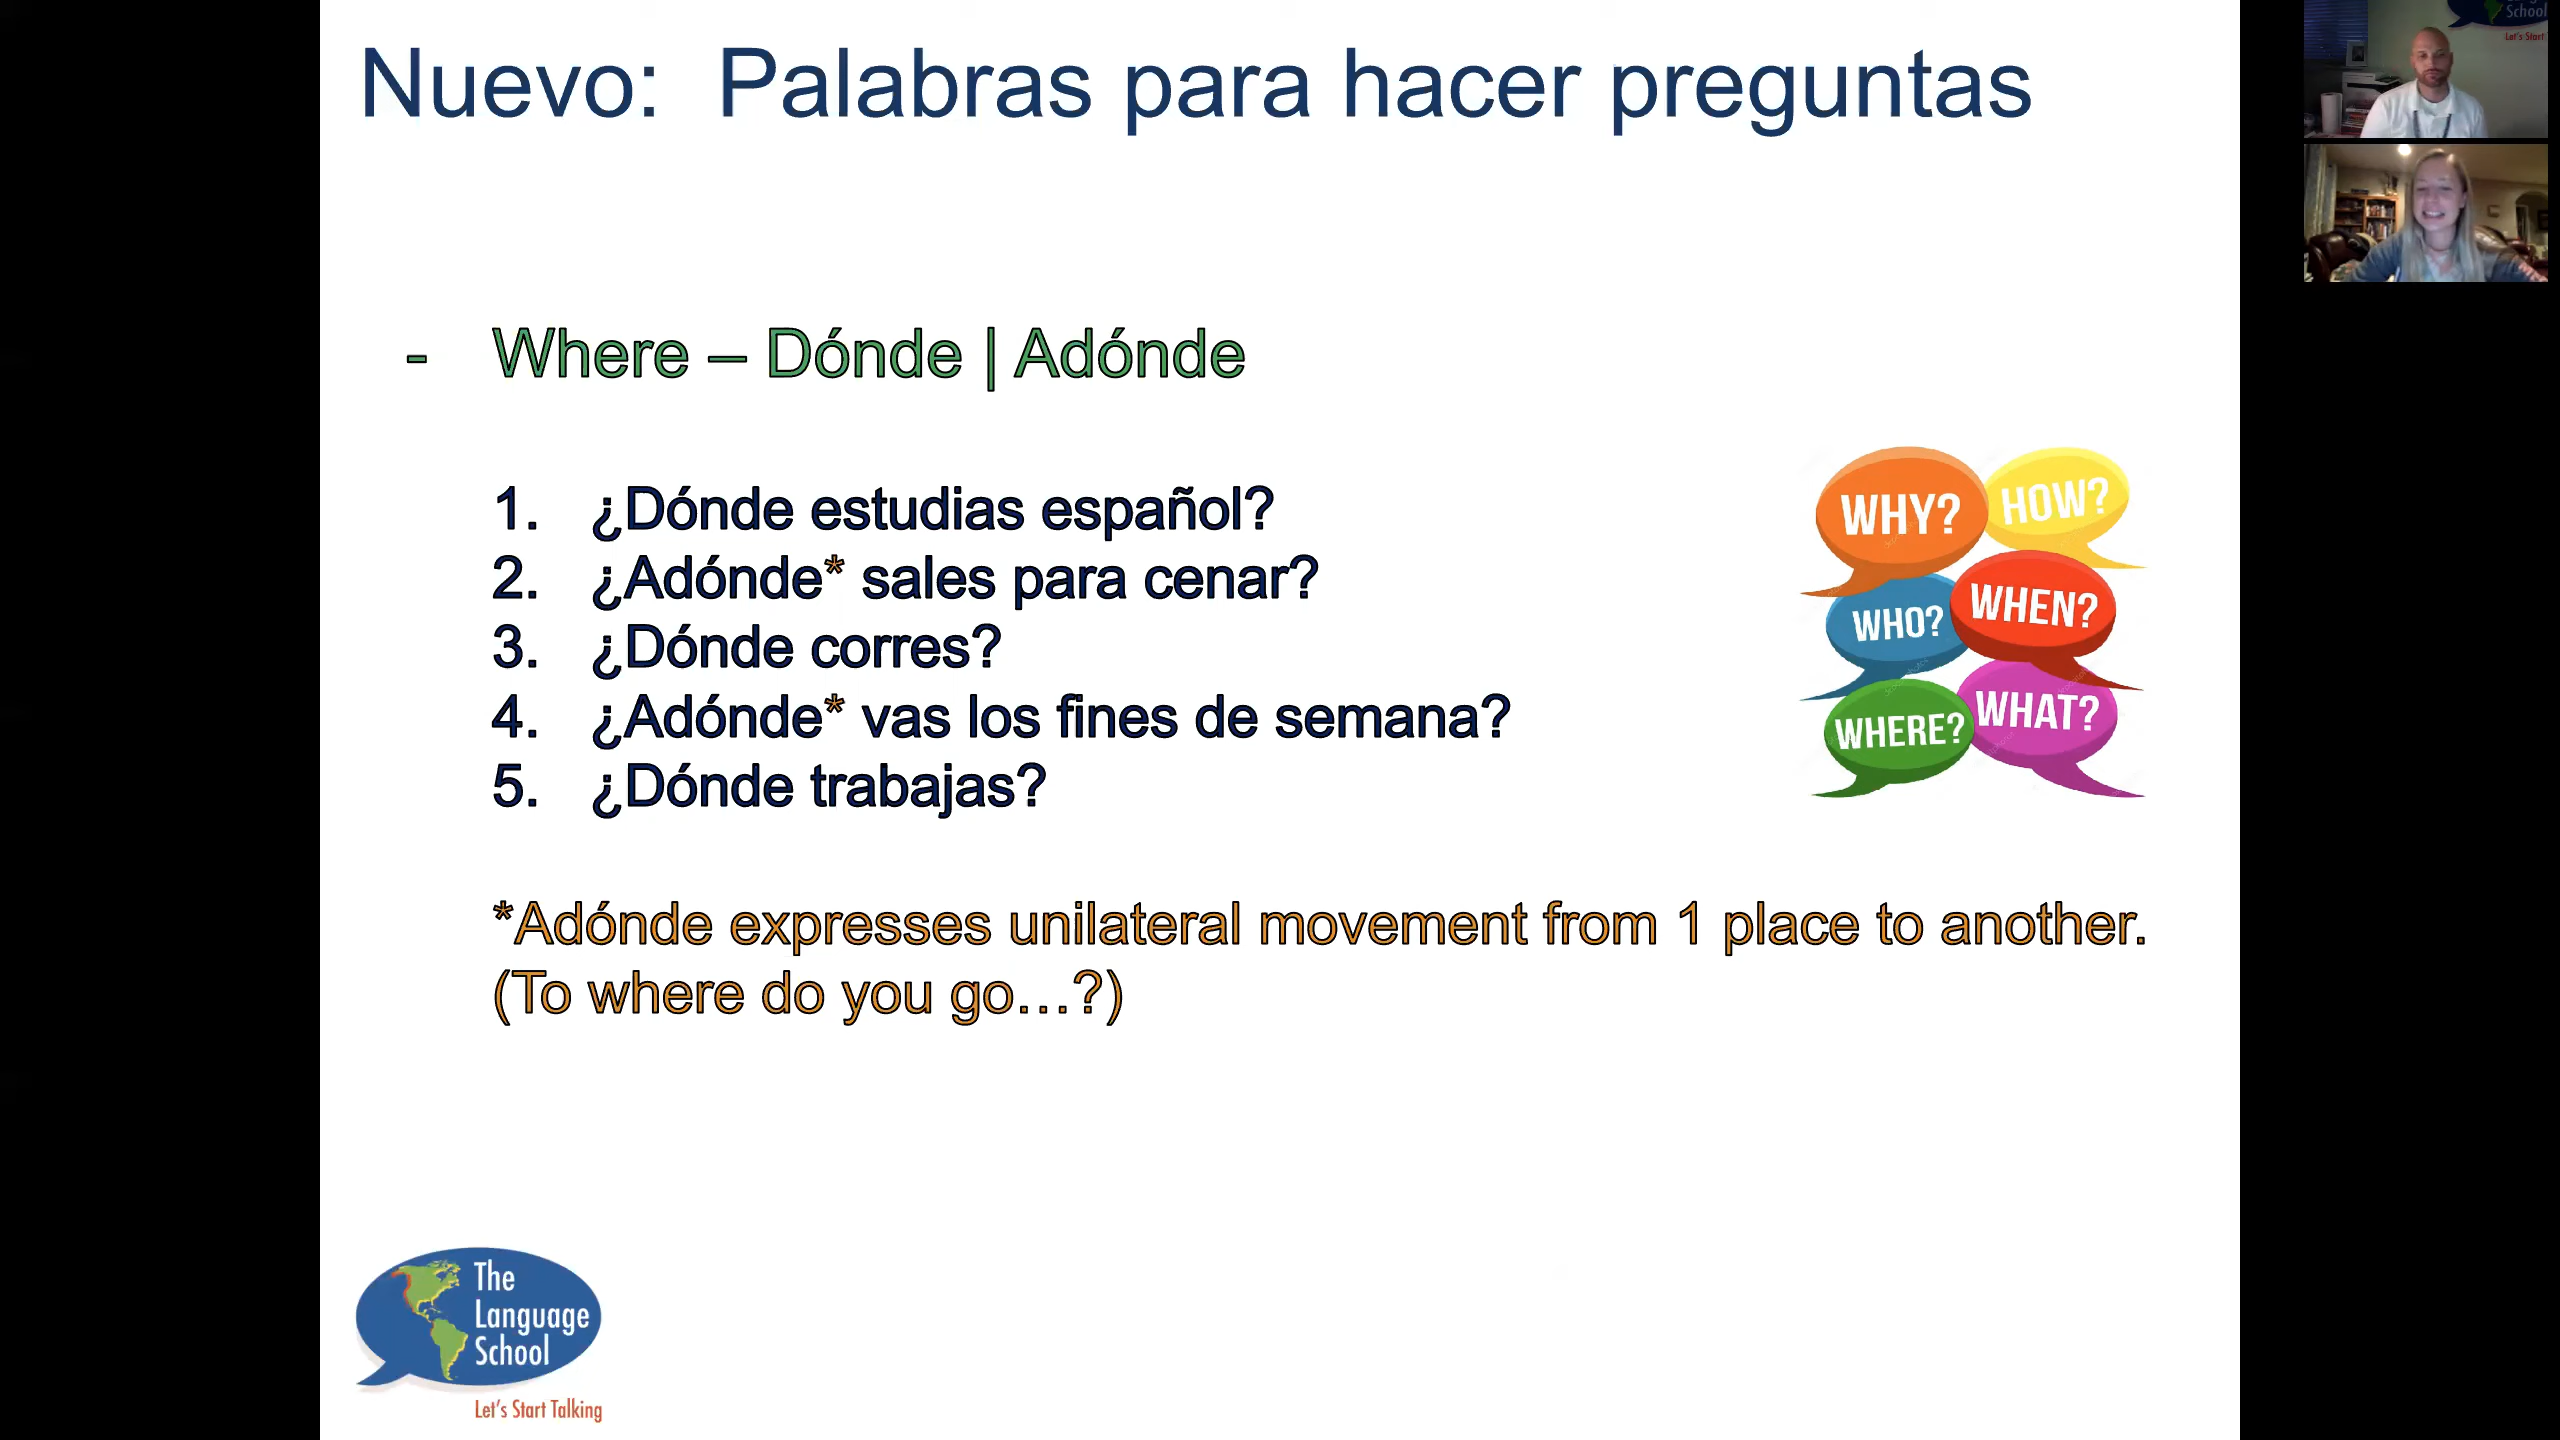 Nuevo: Palabras para hacer preguntas
- Where – Dónde | Adónde
1. ¿Dónde estudias español?
2. ¿Adónde* sales para cenar?
3. ¿Dónde corres?
4. ¿Adónde* vas los fines de semana?
5. ¿Dónde trabajas?
*Adónde expresses unilateral movement from 1 place to another.
(To where do you go…?)
WHY?
HOW?
WHO?
WHEN?
WHERE?
WHAT?
The
Language
School
Let's Start Talking
School
Let's Start